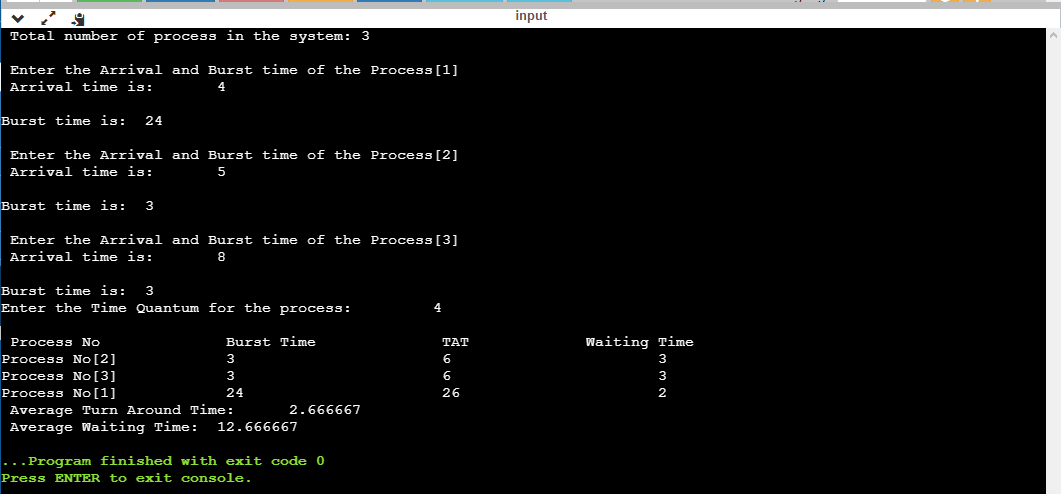 input
Total number of process in the system: 3
Enter the Arrival and Burst time of the Process[1]
Arrival time is: 4
Burst time is: 24
Enter the Arrival and Burst time of the Process[2]
Arrival time is: 5
Burst time is: 3
Enter the Arrival and Burst time of the Process[3]
Arrival time is: 8
Burst time is: 3
Enter the Time Quantum for the process: 4
Process No Burst Time TAT Waiting Time
Process No[2] 3 6 3
Process No[3] 3 6 3
Process No[1] 24 26 2
Average Turn Around Time: 2.666667
Average Waiting Time: 12.666667
...Program finished with exit code 0
Press ENTER to exit console.